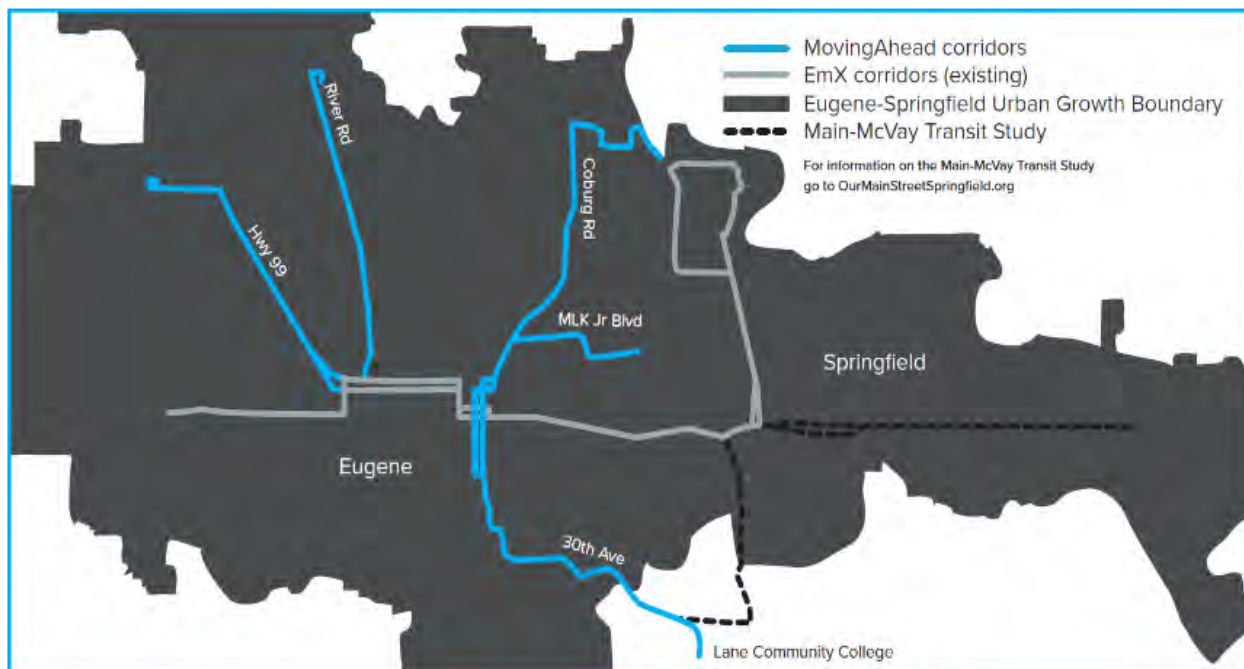 MovingAhead corridors
EmX corridors (existing)
Eugene-Springfield Urban Growth Boundary
Main-McVay Transit Study
For information on the Main-McVay Transit Study
go to OurMainStreetSpringfield.org
River Rd
Hwy 99
Coburg Rd
MLK Jr Blvd
Springfield
Eugene
30th Ave
Lane Community College